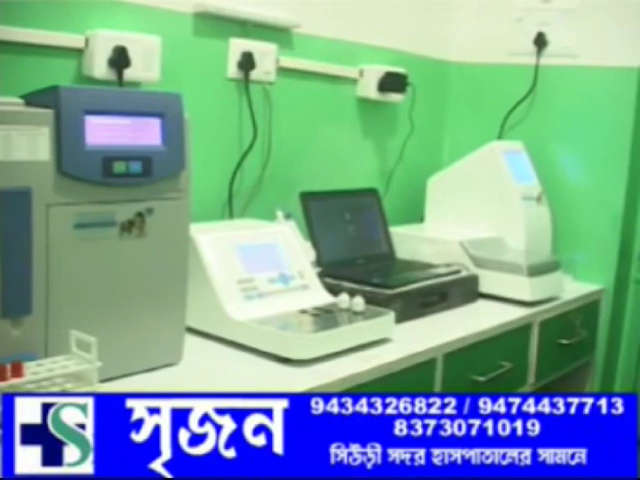 S
সৃজন
9434326822 / 9474437713
8373071019
সিউড়ী সদর হাসপাতালের সামনে